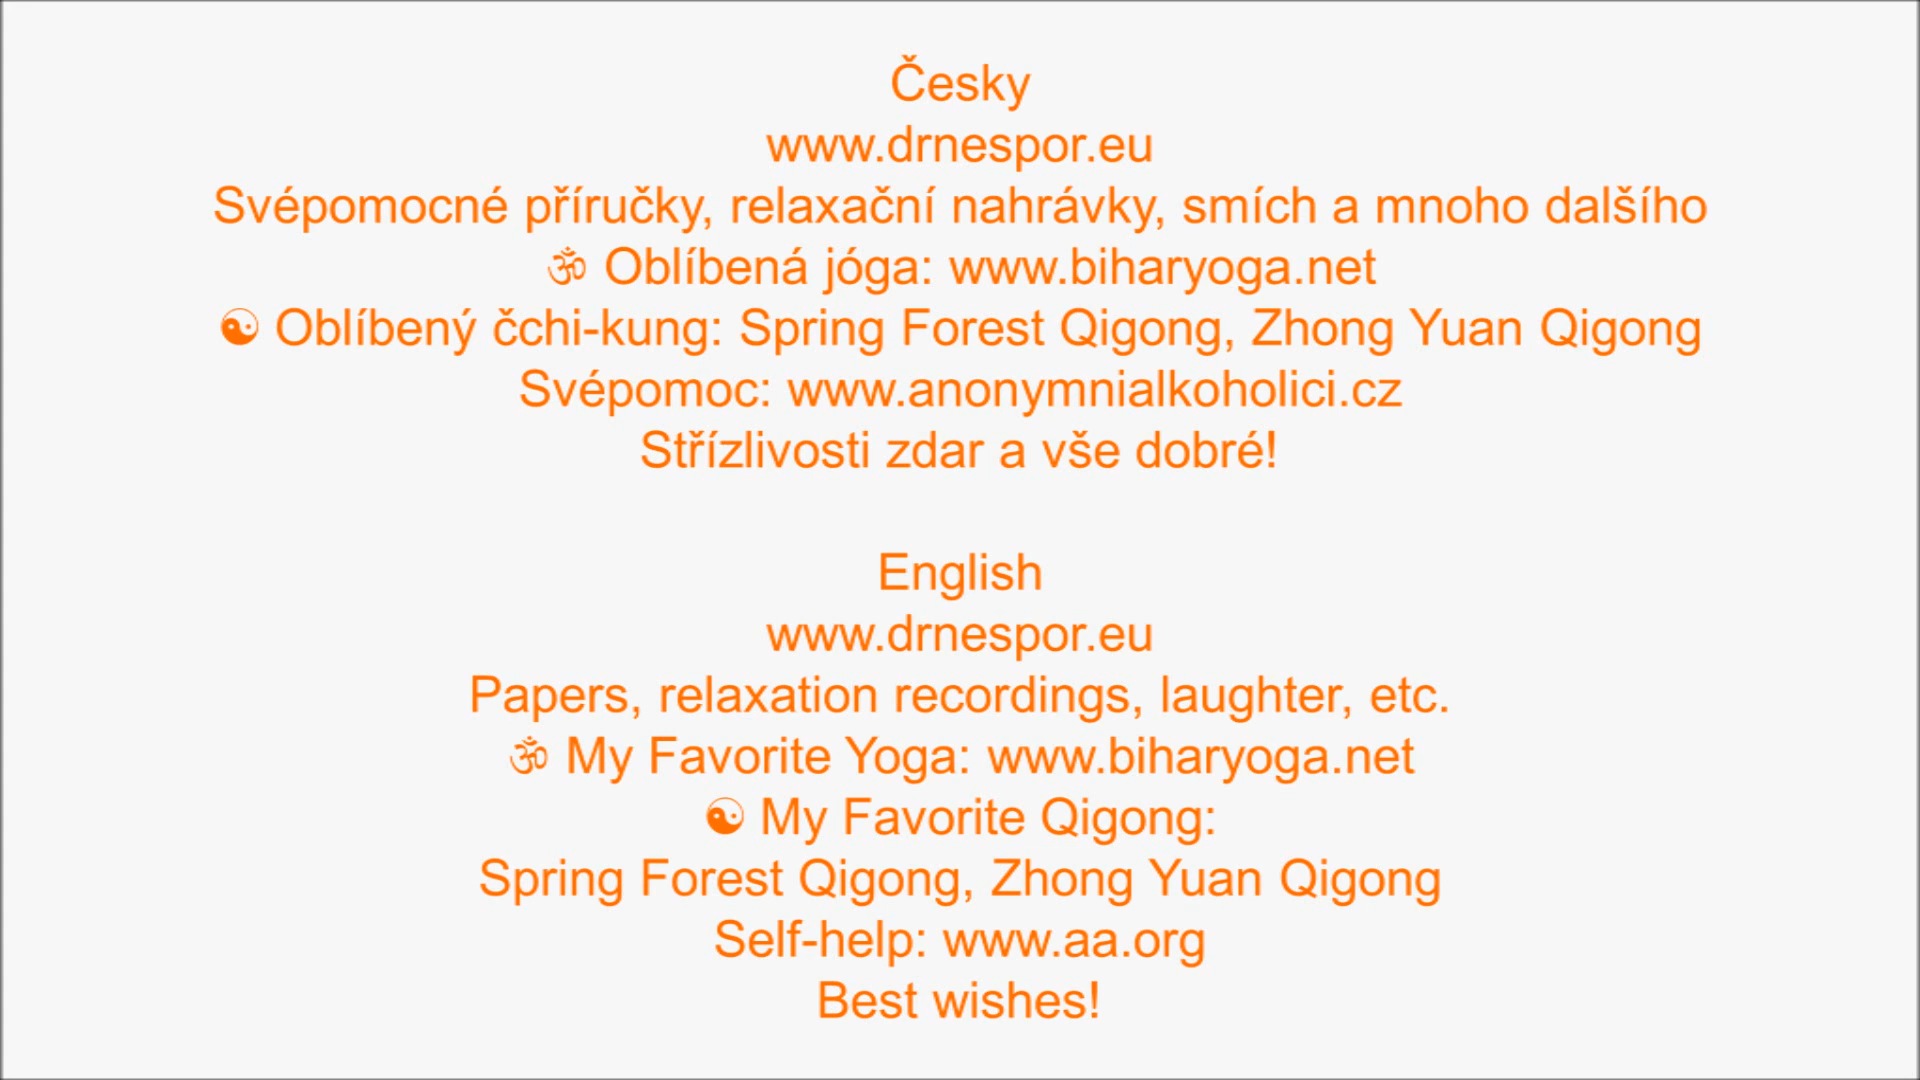 Česky
www.drnespor.eu
Svépomocné příručky, relaxační nahrávky, smích a mnoho dalšího
🕉 Oblíbená jóga: www.biharyoga.net
☯ Oblíbený čchi-kung: Spring Forest Qigong, Zhong Yuan Qigong
Svépomoc: www.anonymnialkoholici.cz
Střízlivosti zdar a vše dobré!
English
www.drnespor.eu
Papers, relaxation recordings, laughter, etc.
🕉 My Favorite Yoga: www.biharyoga.net
☯ My Favorite Qigong:
Spring Forest Qigong, Zhong Yuan Qigong
Self-help: www.aa.org
Best wishes!